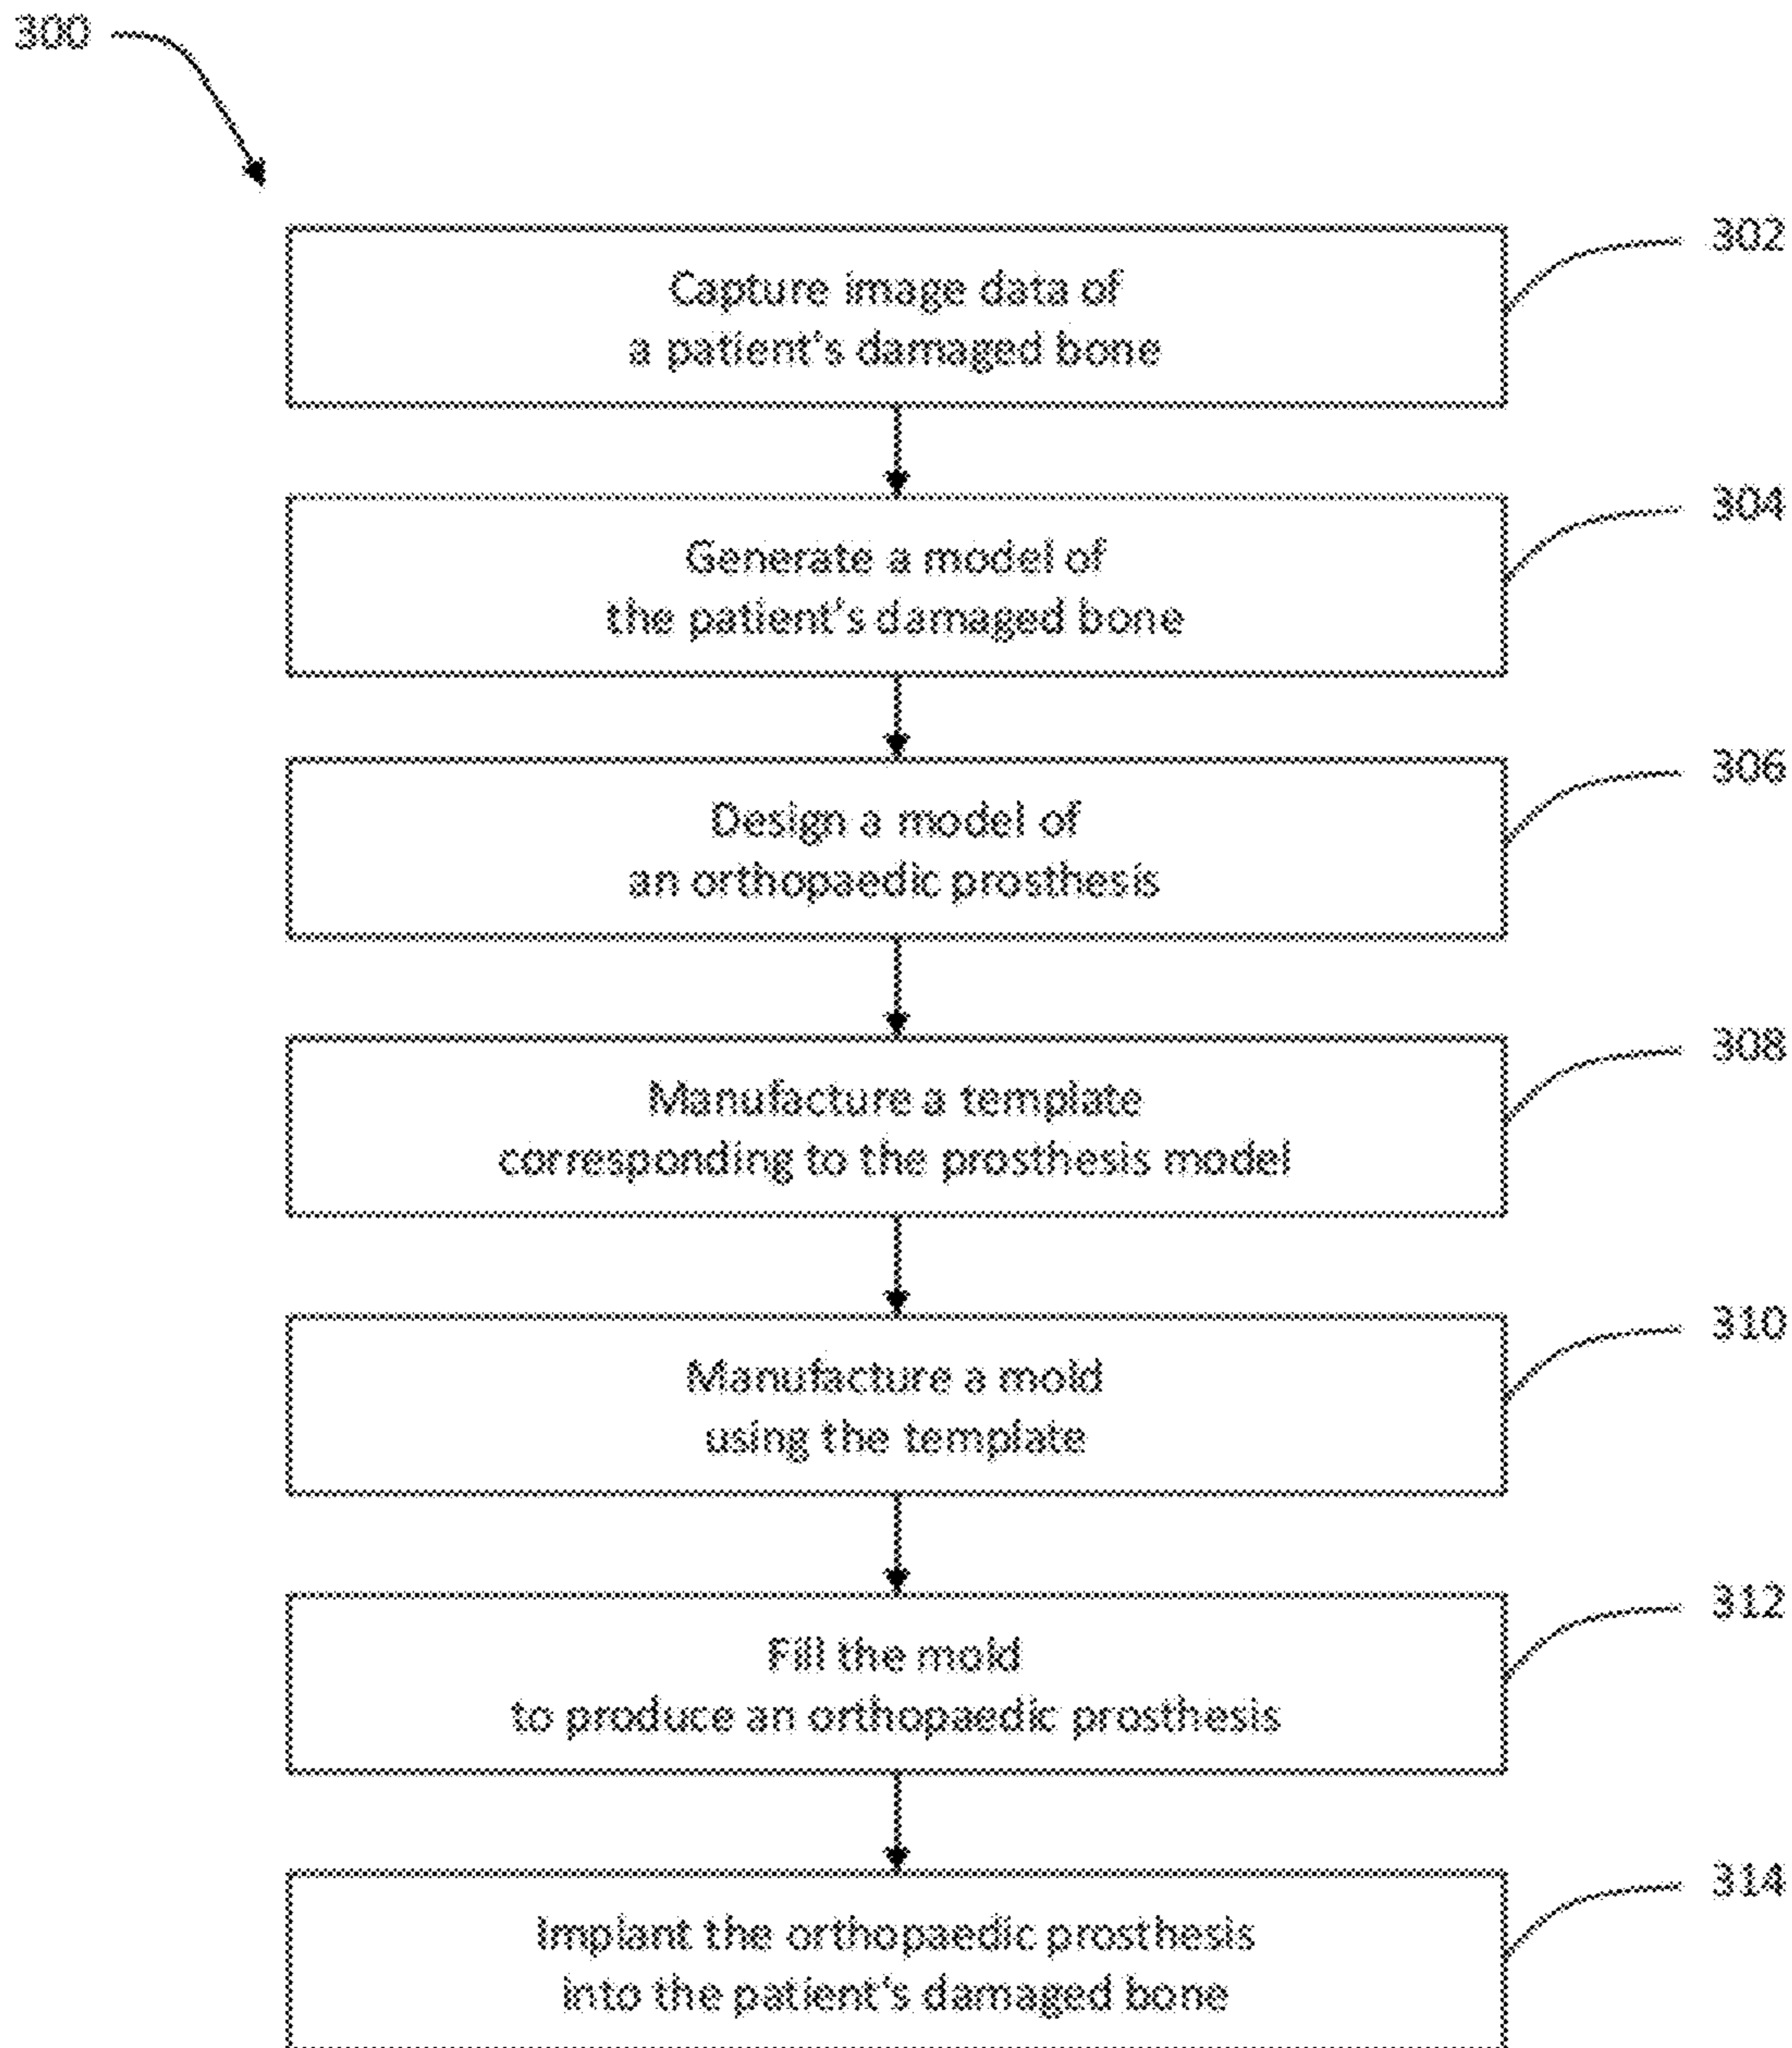 300
302
Capture image data of
a patient's damaged bone
304
Generate a model of
the patient's damaged bone
306
Design a model of
an orthopaedic prosthesis
308
Manufacture a template
corresponding to the prosthesis model
310
Manufacture a mold
using the template
312
Fill the mold
to produce an orthopaedic prosthesis
314
Implant the orthopaedic prosthesis
into the patient's damaged bone